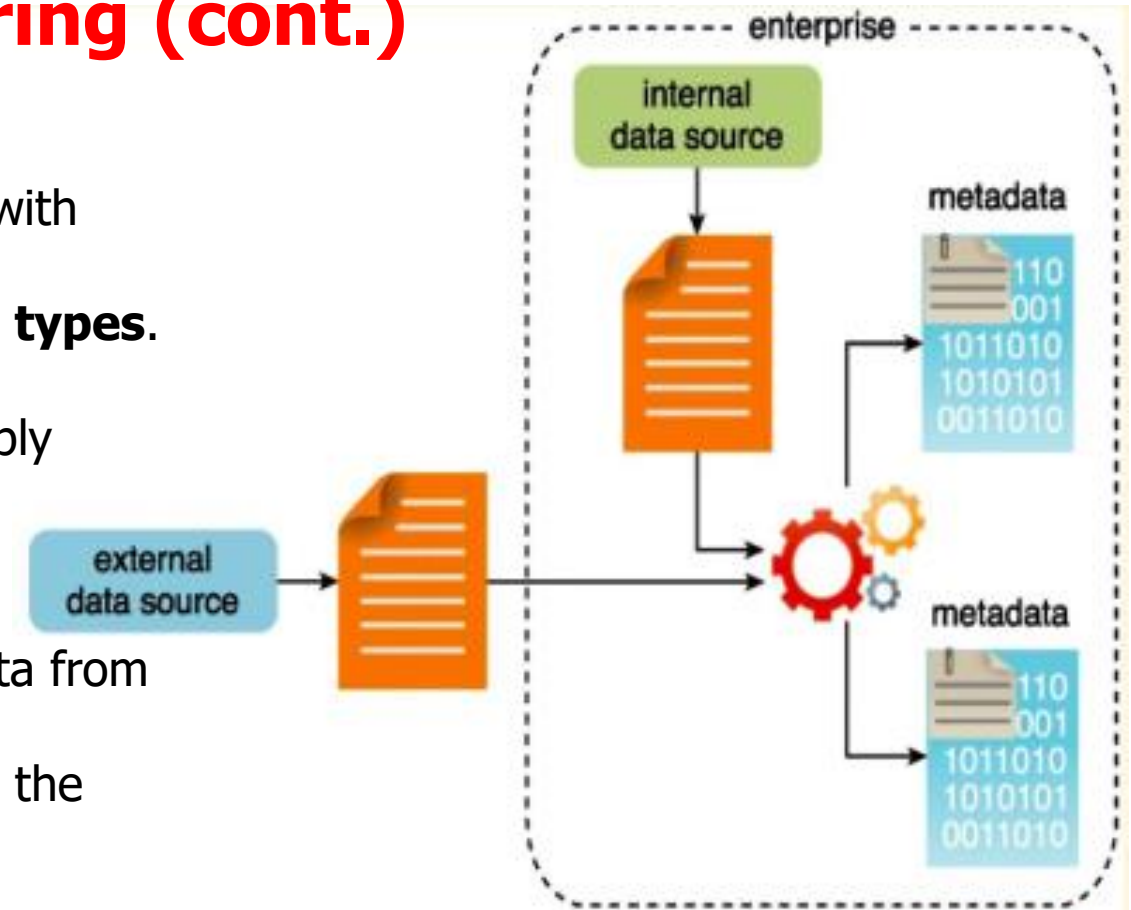 ring (cont.)
with
types.
ta from
the
enterprise
internal
data source
metadata
110
001
1011010
1010101
0011010
external
data source
metadata
110
001
1011010
1010101
0011010